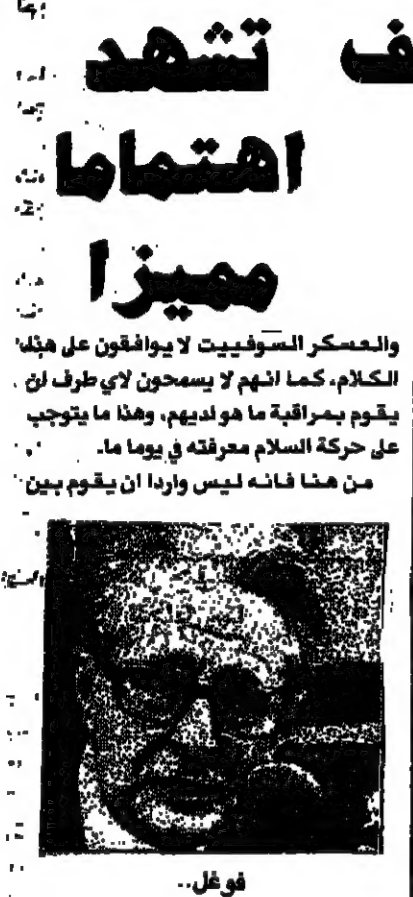 ف تشهد
اهتماما
مميزا
والعسكر السوفييت لا يوافقون على هذا
الكلام، كما انهم لا يسمحون لاي طرف ان
يقوم بمراقبة ما هو لديهم، وهذا ما يتوجب
على حركة السلام معرفته في يوما ما.
من هنا فانه ليس واردا ان يقوم بين
فوغل..